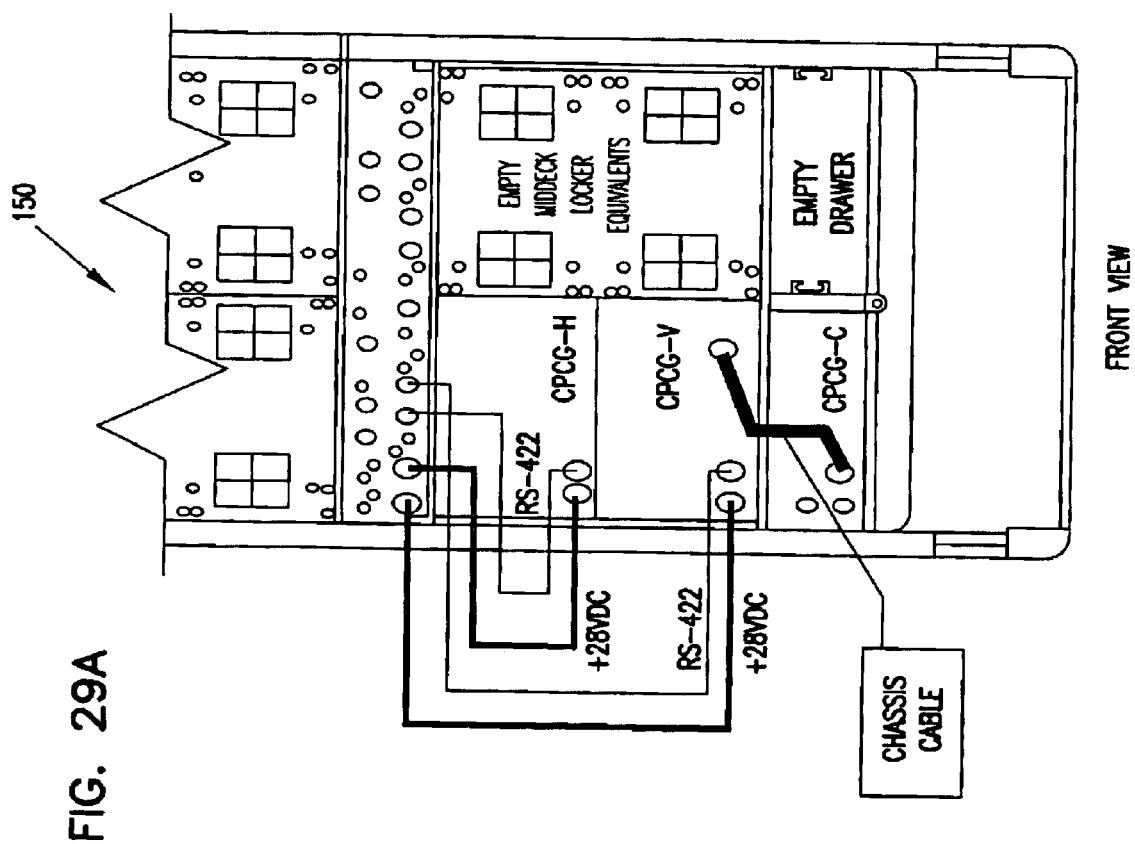 FIG. 29A
150
EMPTY
MIDDECK
LOCKER
EQUIVALENTS
RS-422
CPCG-H
+28VDC
CPCG-V
RS-422
+28VDC
EMPTY
DRAWER
CPCG-C
CHASSIS
CABLE
FRONT VIEW